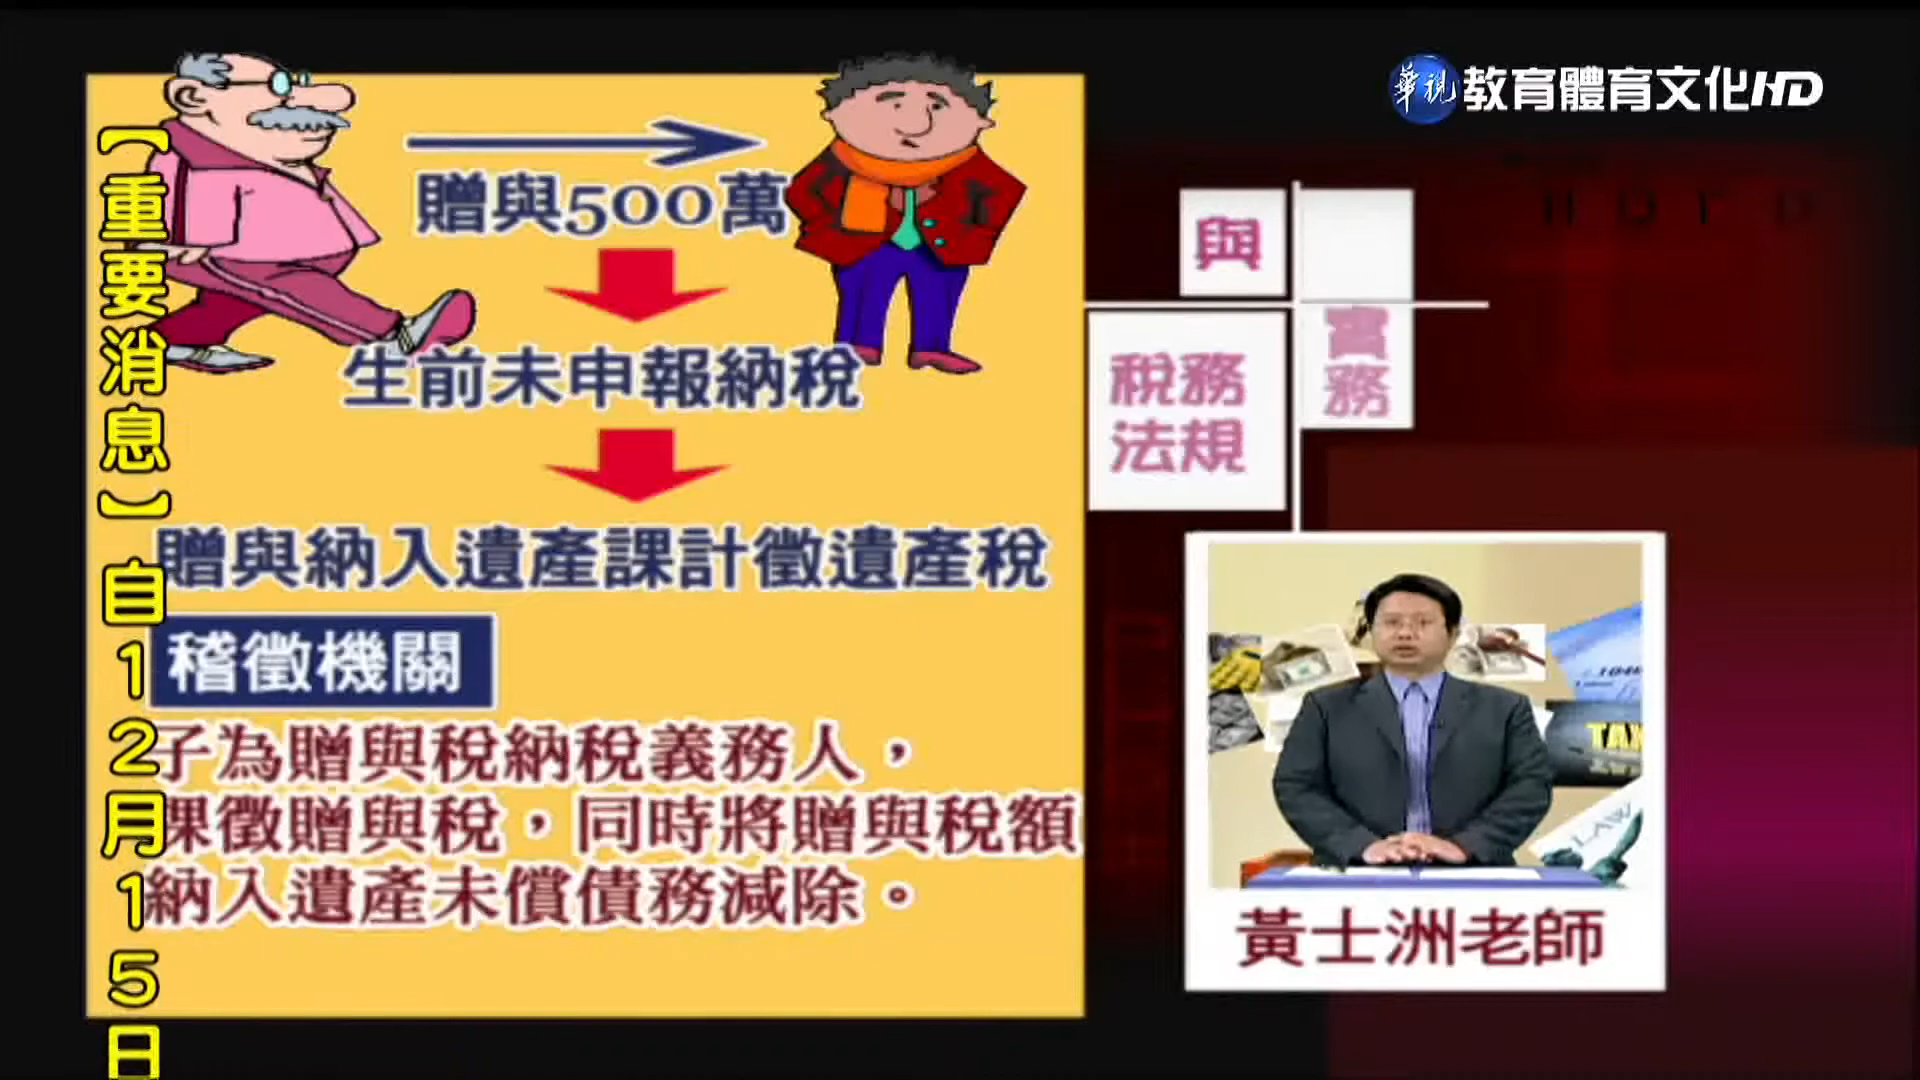 華視 教育體育文化HD
【重要消息】自12月15日
贈與500萬
生前未申報納稅
贈與納入遺產課計徵遺產稅
稽徵機關
子為贈與稅納稅義務人，
課徵贈與稅，同時將贈與稅額
納入遺產未償債務減除。
與
實務
稅務
法規
TAX
LAW
黃士洲老師